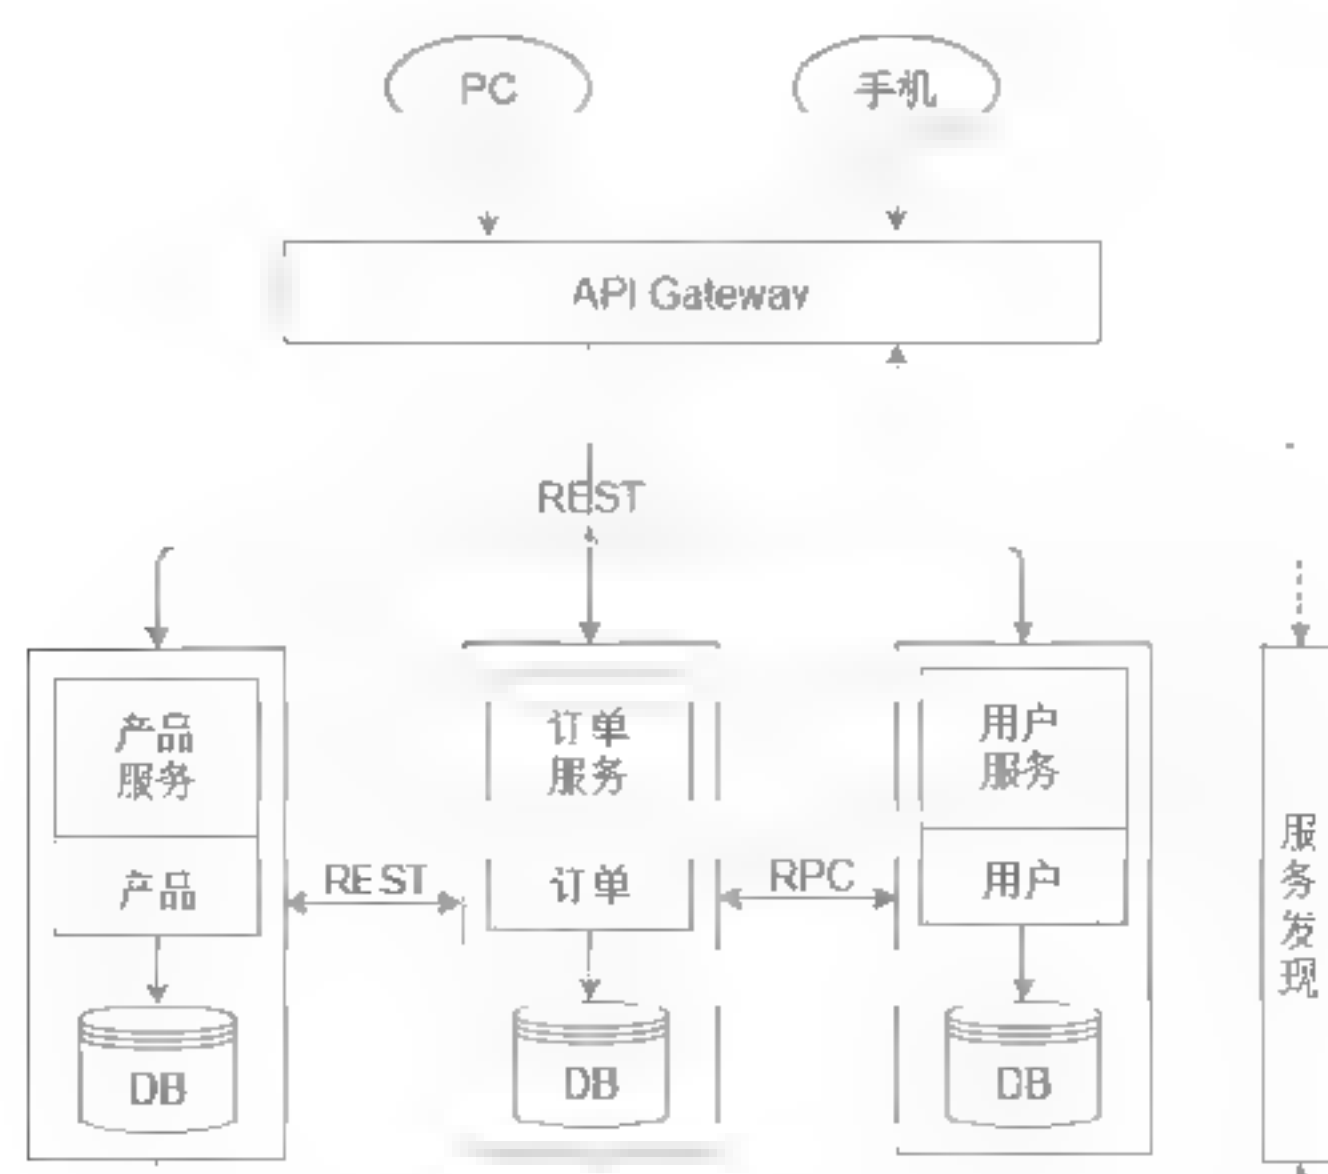 PC
手机
API Gateway
REST
产品
服务
订单
服务
用户
服务
产品
REST
订单
RPC
用户
DB
DB
DB
服
务
发
现